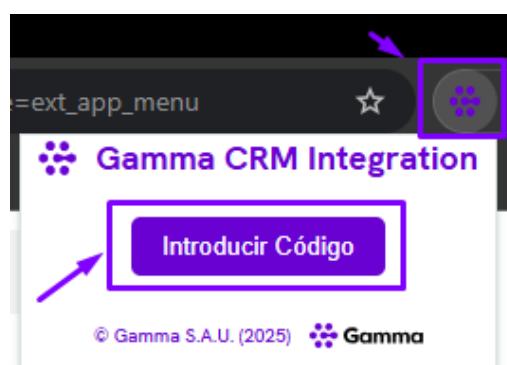 =ext_app_menu
Gamma CRM Integration
Introducir Código
© Gamma S.A.U. (2025) Gamma